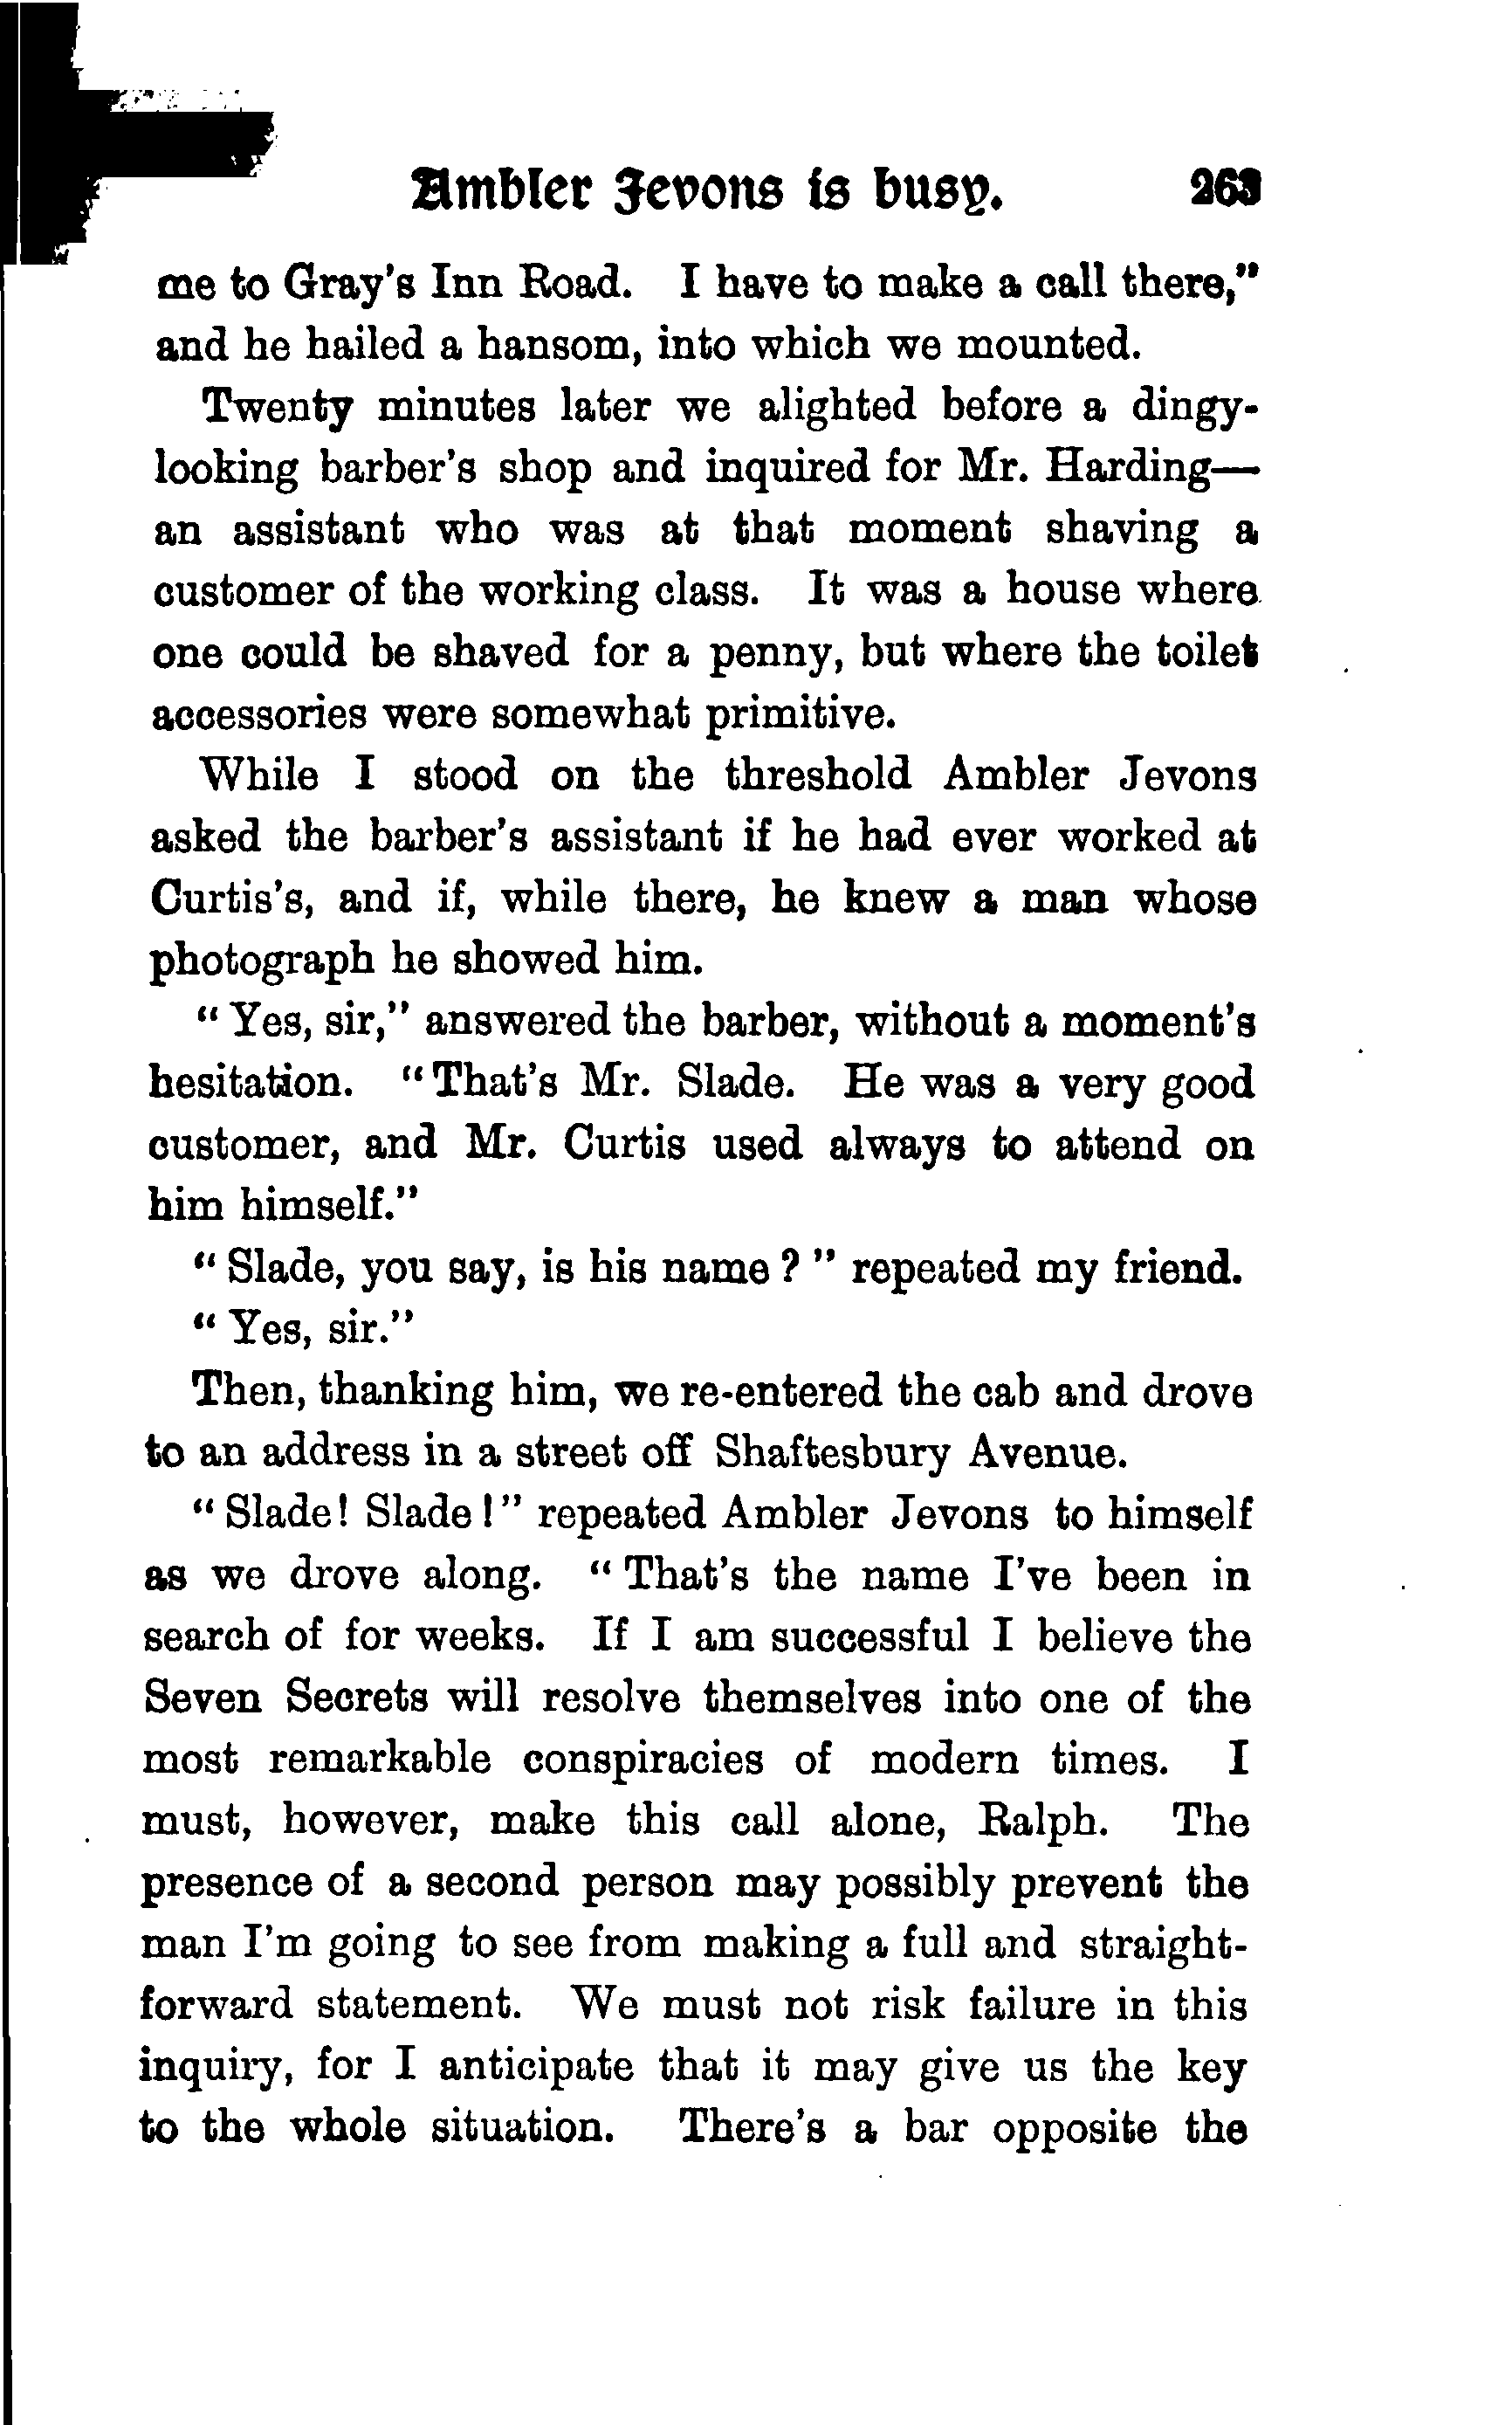 Ambler Jevons is busy. 263
me to Gray's Inn Road. I have to make a call there,"
and he hailed a hansom, into which we mounted.
Twenty minutes later we alighted before a dingy-
looking barber's shop and inquired for Mr. Harding—
an assistant who was at that moment shaving a
customer of the working class. It was a house where
one could be shaved for a penny, but where the toilet
accessories were somewhat primitive.
While I stood on the threshold Ambler Jevons
asked the barber's assistant if he had ever worked at
Curtis's, and if, while there, he knew a man whose
photograph he showed him.
"Yes, sir," answered the barber, without a moment's
hesitation. "That's Mr. Slade. He was a very good
customer, and Mr. Curtis used always to attend on
him himself."
"Slade, you say, is his name?" repeated my friend.
"Yes, sir."
Then, thanking him, we re-entered the cab and drove
to an address in a street off Shaftesbury Avenue.
"Slade! Slade!" repeated Ambler Jevons to himself
as we drove along. "That's the name I've been in
search of for weeks. If I am successful I believe the
Seven Secrets will resolve themselves into one of the
most remarkable conspiracies of modern times. I
must, however, make this call alone, Ralph. The
presence of a second person may possibly prevent the
man I'm going to see from making a full and straight-
forward statement. We must not risk failure in this
inquiry, for I anticipate that it may give us the key
to the whole situation. There's a bar opposite the